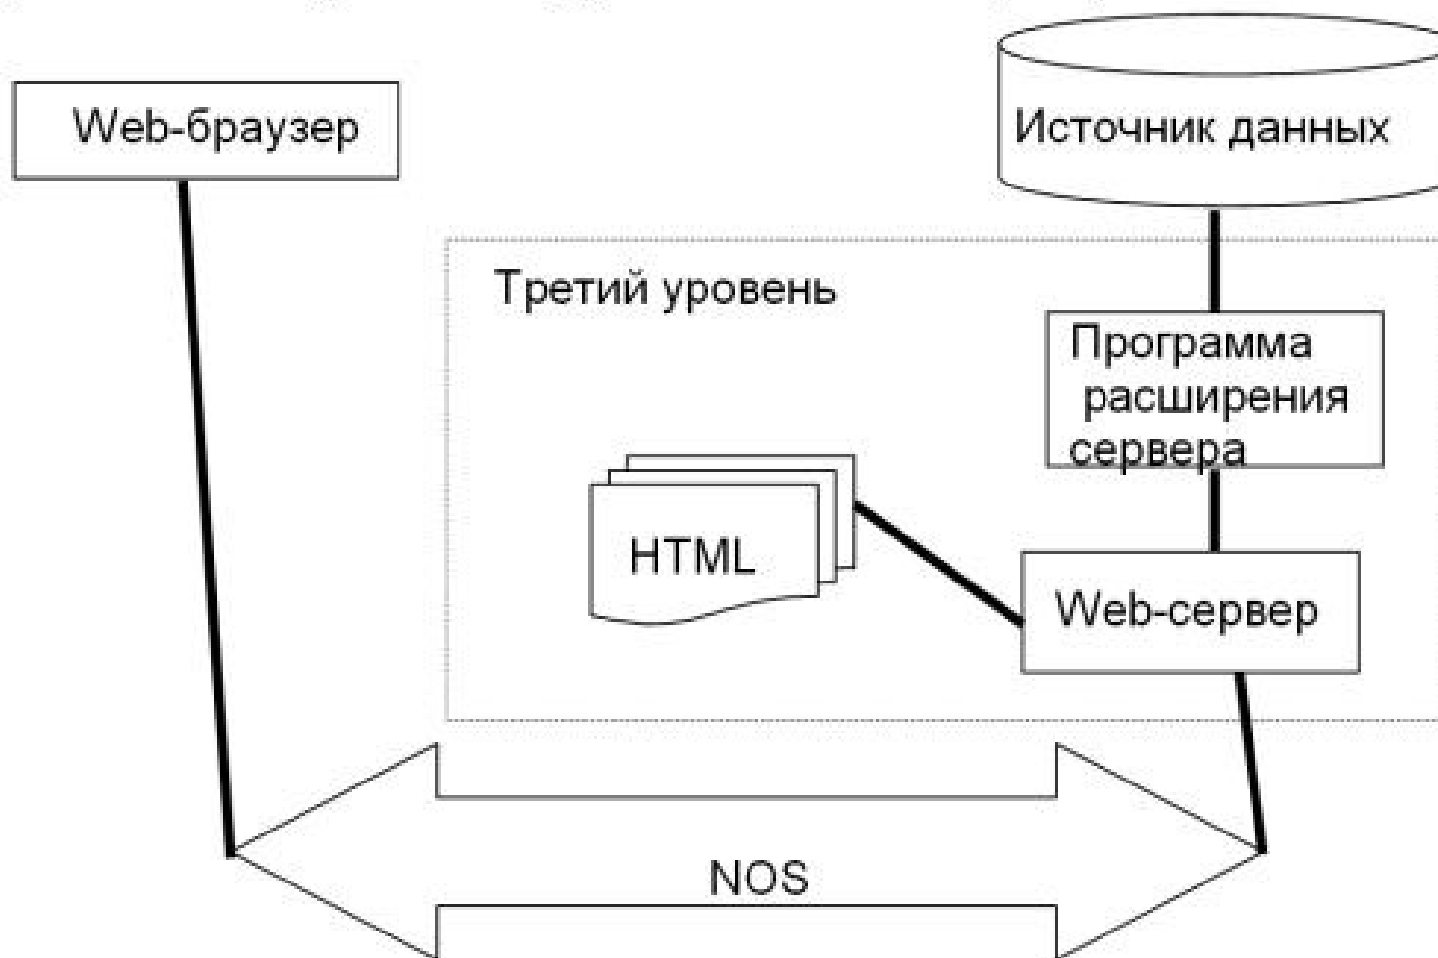 Web-браузер
Источник данных
Третий уровень
Программа
расширения
сервера
HTML
Web-сервер
NOS